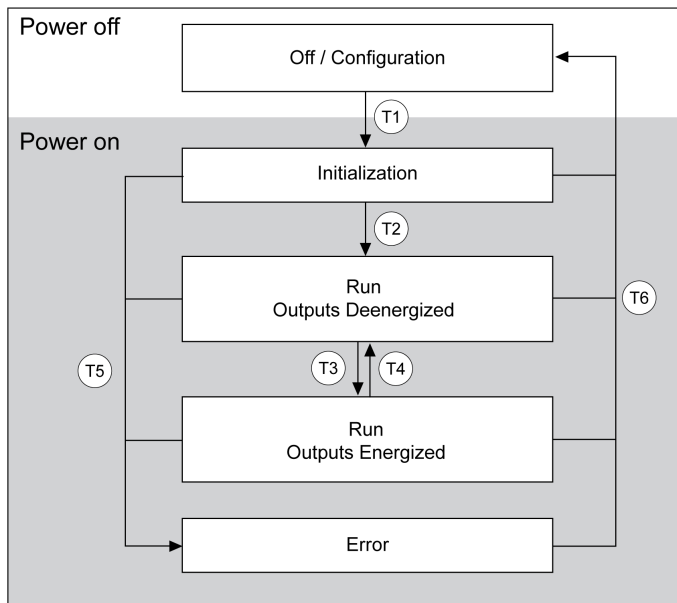 Power off
Off / Configuration
T1
Power on
Initialization
T2
Run
Outputs Deenergized
T6
T3
T4
T5
Run
Outputs Energized
Error